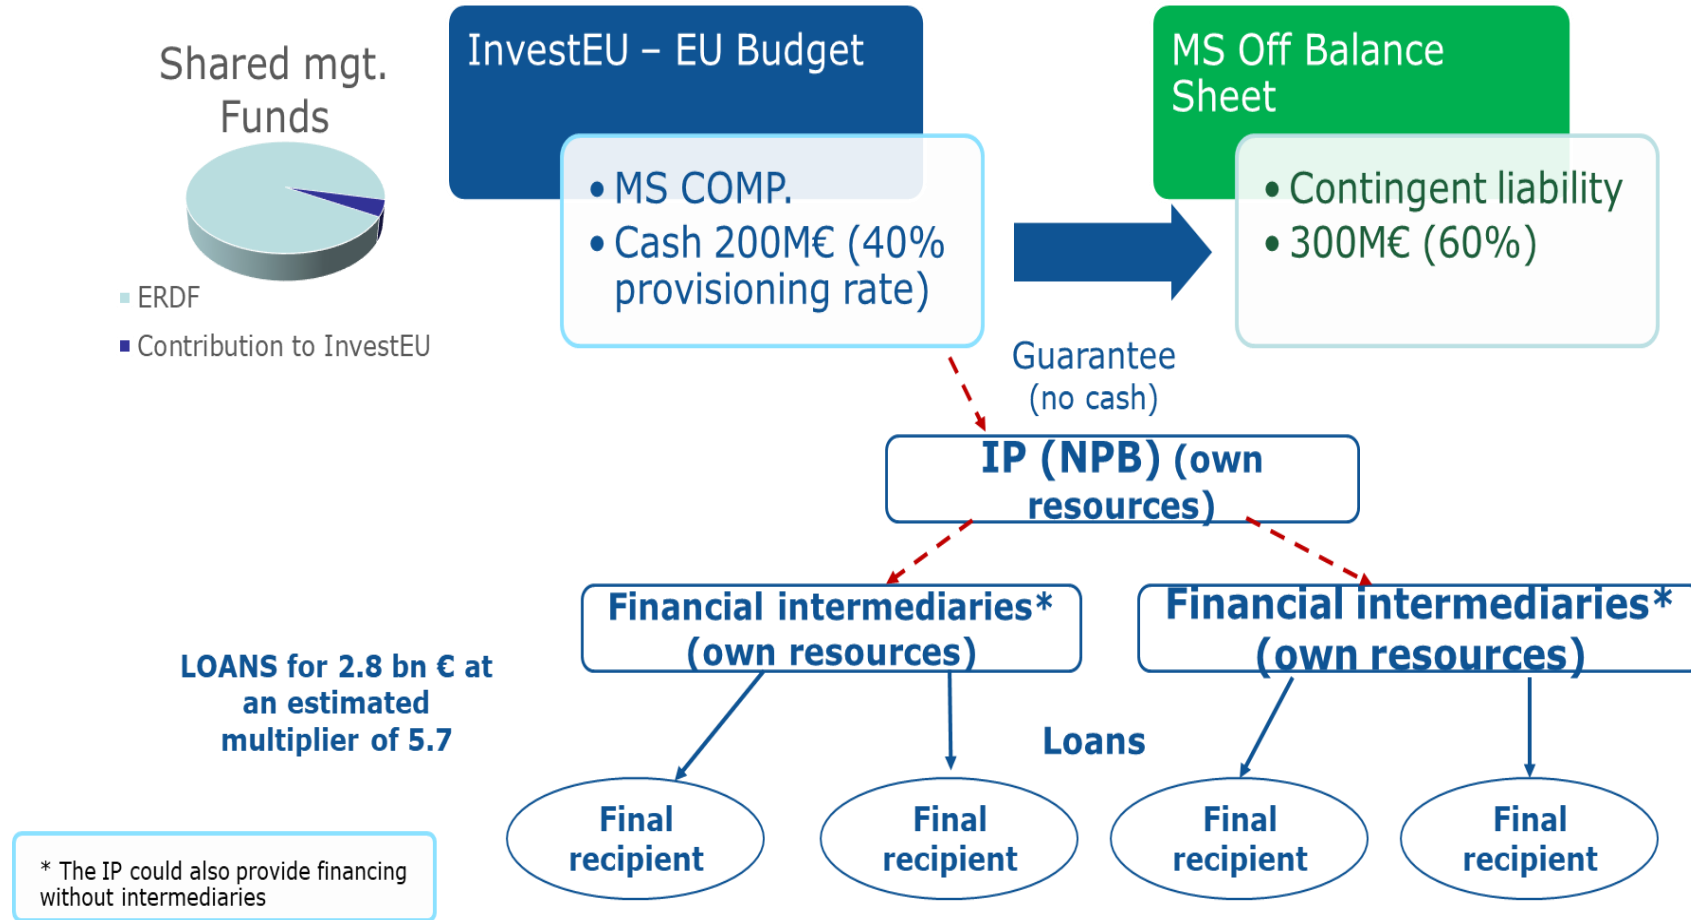 Shared mgt.
Funds
ERDF
Contribution to InvestEU
InvestEU – EU Budget
• MS COMP.
• Cash 200M€ (40%
provisioning rate)
MS Off Balance
Sheet
• Contingent liability
• 300M€ (60%)
Guarantee
(no cash)
IP (NPB) (own
resources)
Financial intermediaries*
(own resources)
Financial intermediaries*
(own resources)
LOANS for 2.8 bn € at
an estimated
multiplier of 5.7
Loans
Final
recipient
Final
recipient
Final
recipient
Final
recipient
* The IP could also provide financing
without intermediaries